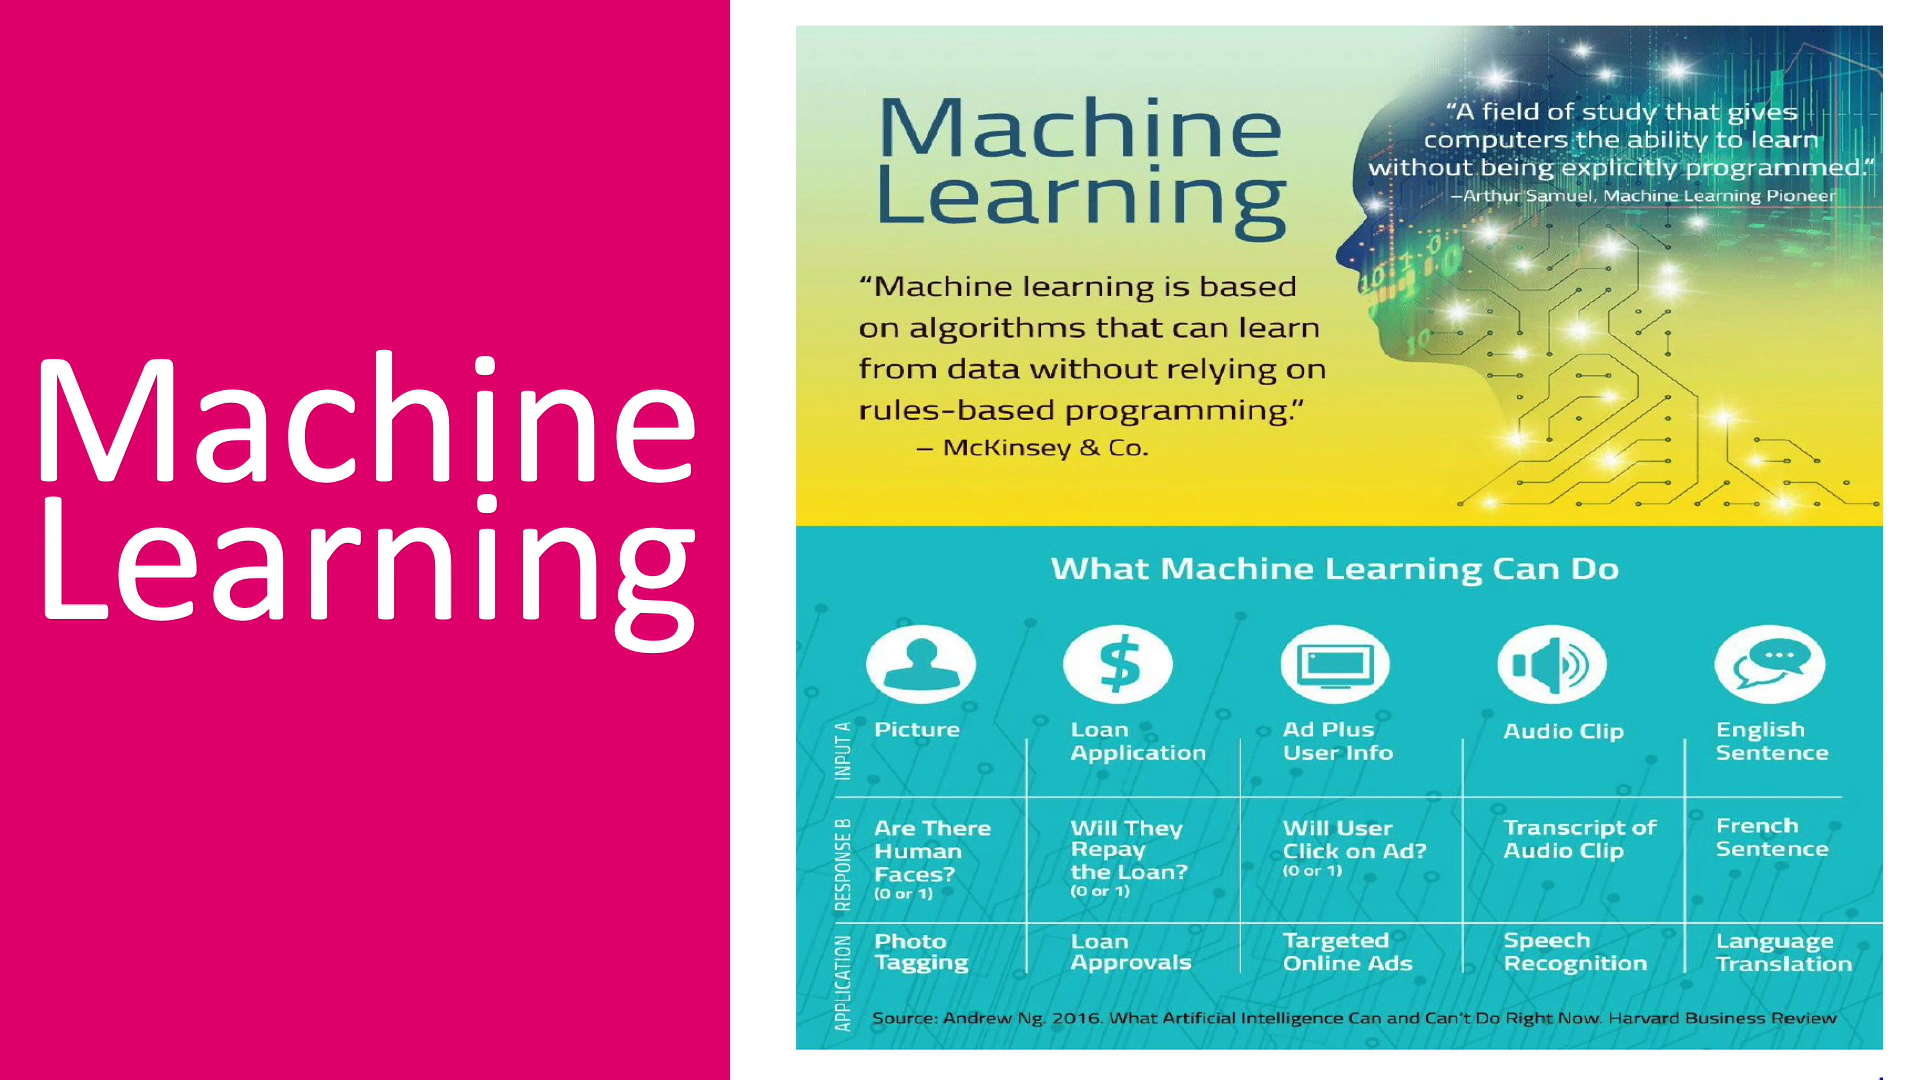 Machine
Learning
Machine
Learning
“A field of study that gives
computers the ability to learn
without being explicitly programmed.”
–Arthur Samuel, Machine Learning Pioneer
“Machine learning is based
on algorithms that can learn
from data without relying on
rules-based programming.”
– McKinsey & Co.
What Machine Learning Can Do
INPUT A
Picture
Loan
Application
Ad Plus
User Info
Audio Clip
English
Sentence
RESPONSE B
Are There
Human
Faces?
(0 or 1)
Will They
Repay
the Loan?
(0 or 1)
Will User
Click on Ad?
(0 or 1)
Transcript of
Audio Clip
French
Sentence
APPLICATION
Photo
Tagging
Loan
Approvals
Targeted
Online Ads
Speech
Recognition
Language
Translation
Source: Andrew Ng. 2016. What Artificial Intelligence Can and Can't Do Right Now. Harvard Business Review